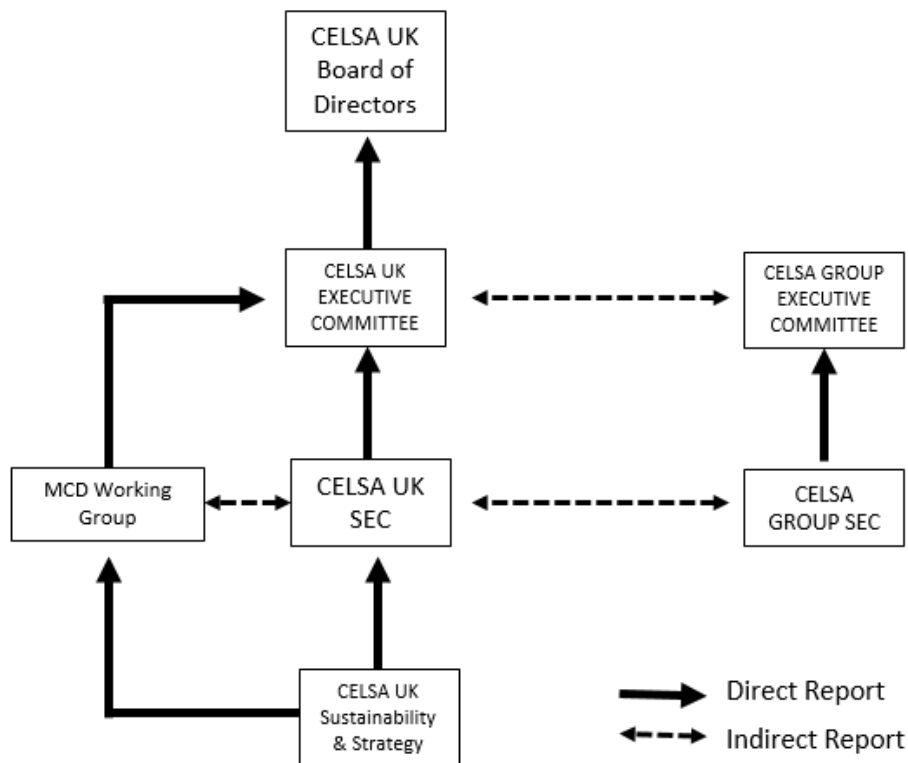 CELSA UK
Board of
Directors
CELSA UK
EXECUTIVE
COMMITTEE
CELSA GROUP
EXECUTIVE
COMMITTEE
MCD Working
Group
CELSA UK
SEC
CELSA
GROUP SEC
CELSA UK
Sustainability
& Strategy
Direct Report
Indirect Report